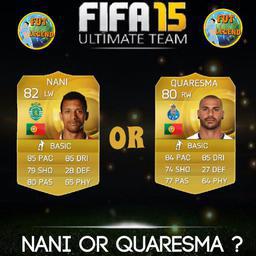 FIFA 15
ULTIMATE TEAM
FUT
LEGEND
FUT
LEGEND
NANI
82 LW
BASIC
85 PAC 85 DRI
79 SHO 28 DEF
80 PAS 65 PHY
OR
QUARESMA
80 RW
BASIC
84 PAC 85 DRI
74 SHO 27 DEF
77 PAS 64 PHY
NANI OR QUARESMA ?